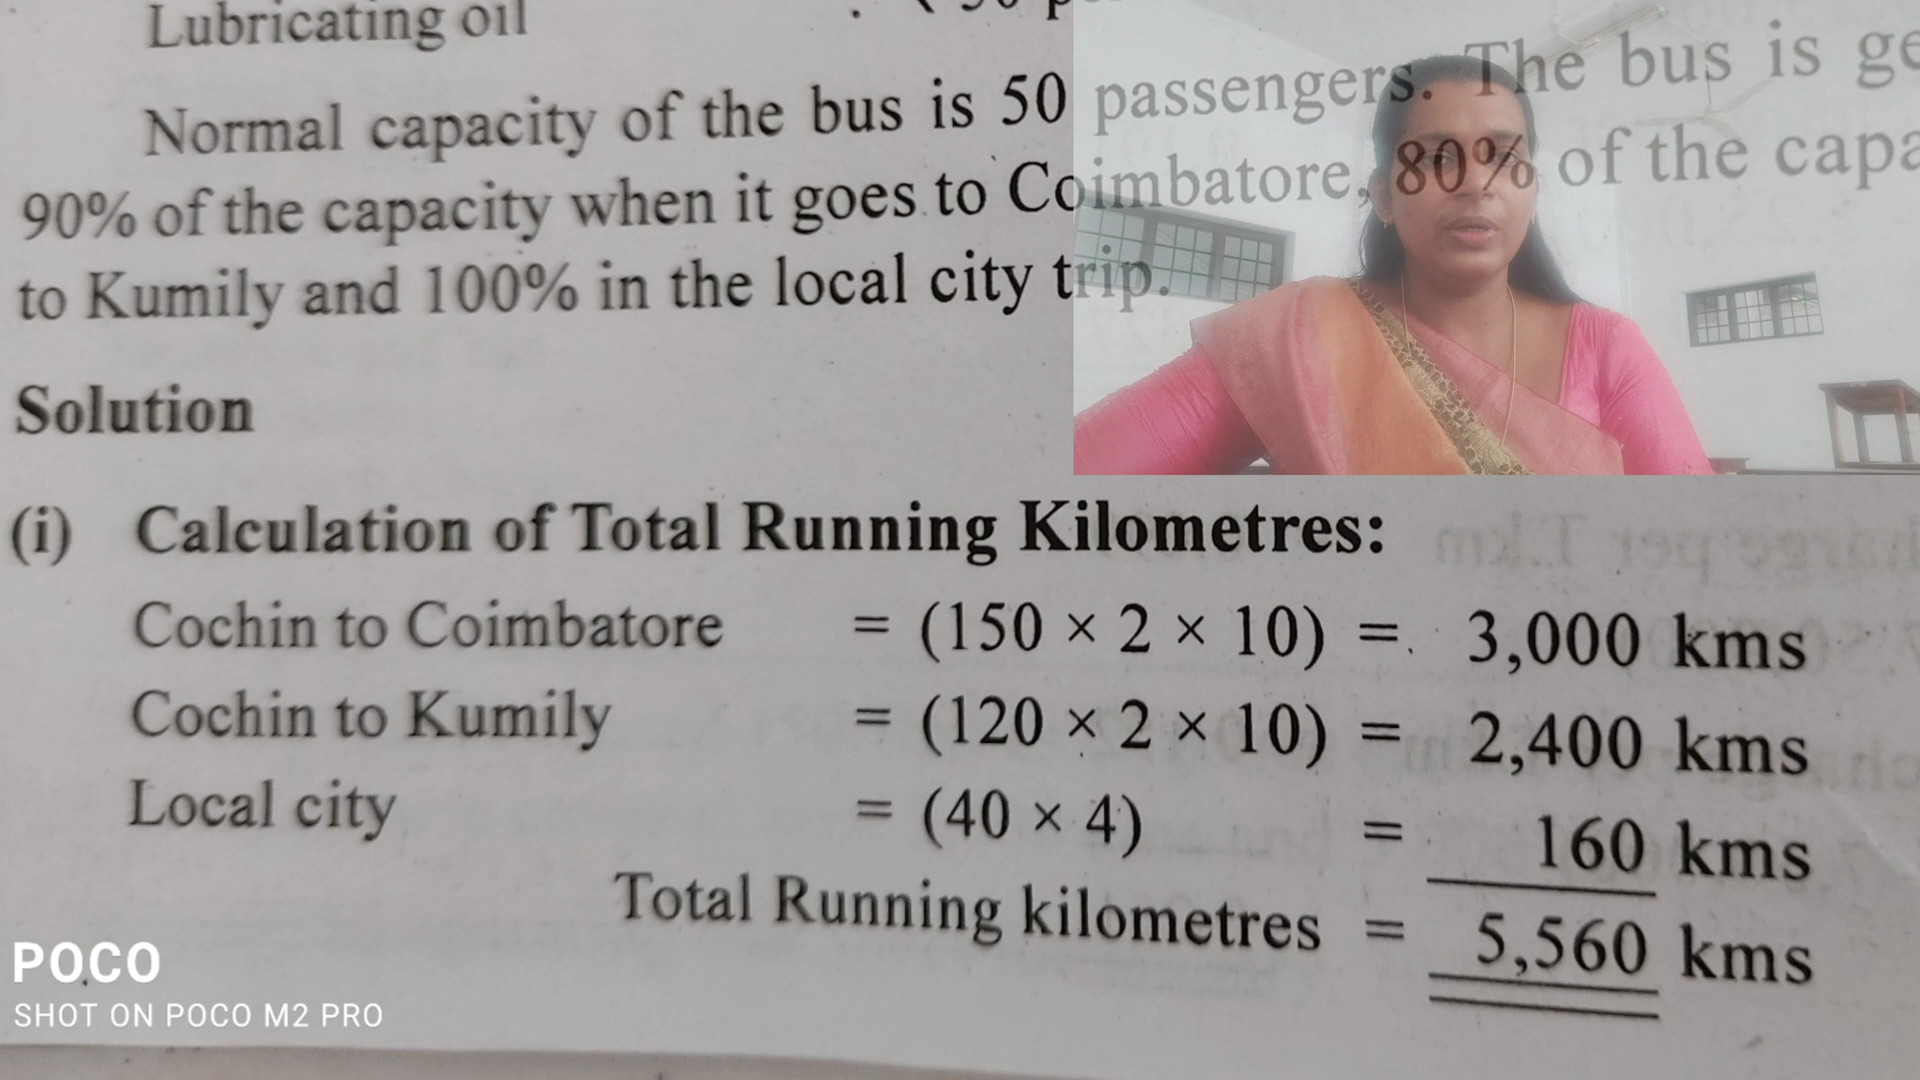 Lubricating oil
Normal capacity of the bus is 50 passengers. The bus is
90% of the capacity when it goes to Coimbatore, 80% of the
to Kumily and 100% in the local city trip.
Solution
(i) Calculation of Total Running Kilometres:
Cochin to Coimbatore = (150 × 2 × 10) = 3,000 kms
Cochin to Kumily = (120 × 2 × 10) = 2,400 kms
Local city = (40 × 4) = 160 kms
Total Running kilometres = 5,560 kms
POCO
SHOT ON POCO M2 PRO